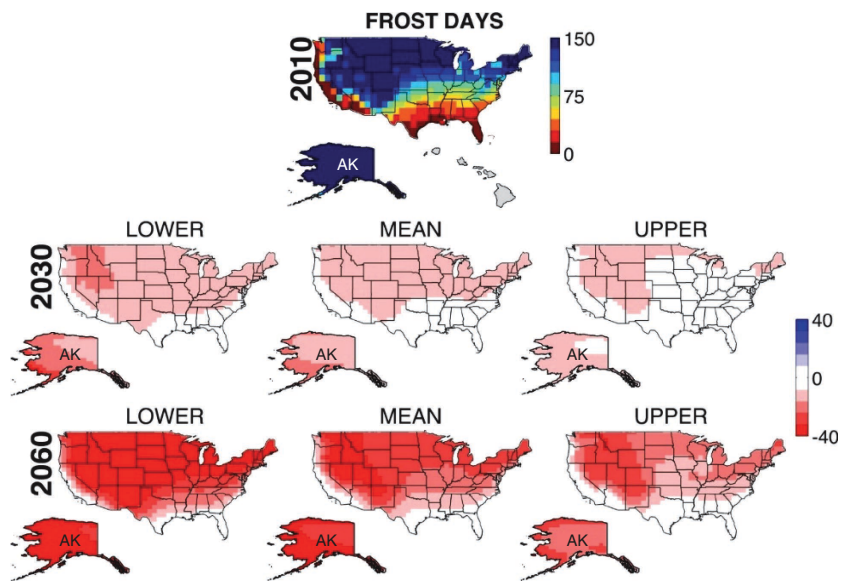 FROST DAYS
2010
150
75
0
AK
LOWER
MEAN
UPPER
2030
AK
AK
AK
40
0
-40
LOWER
MEAN
UPPER
2060
AK
AK
AK